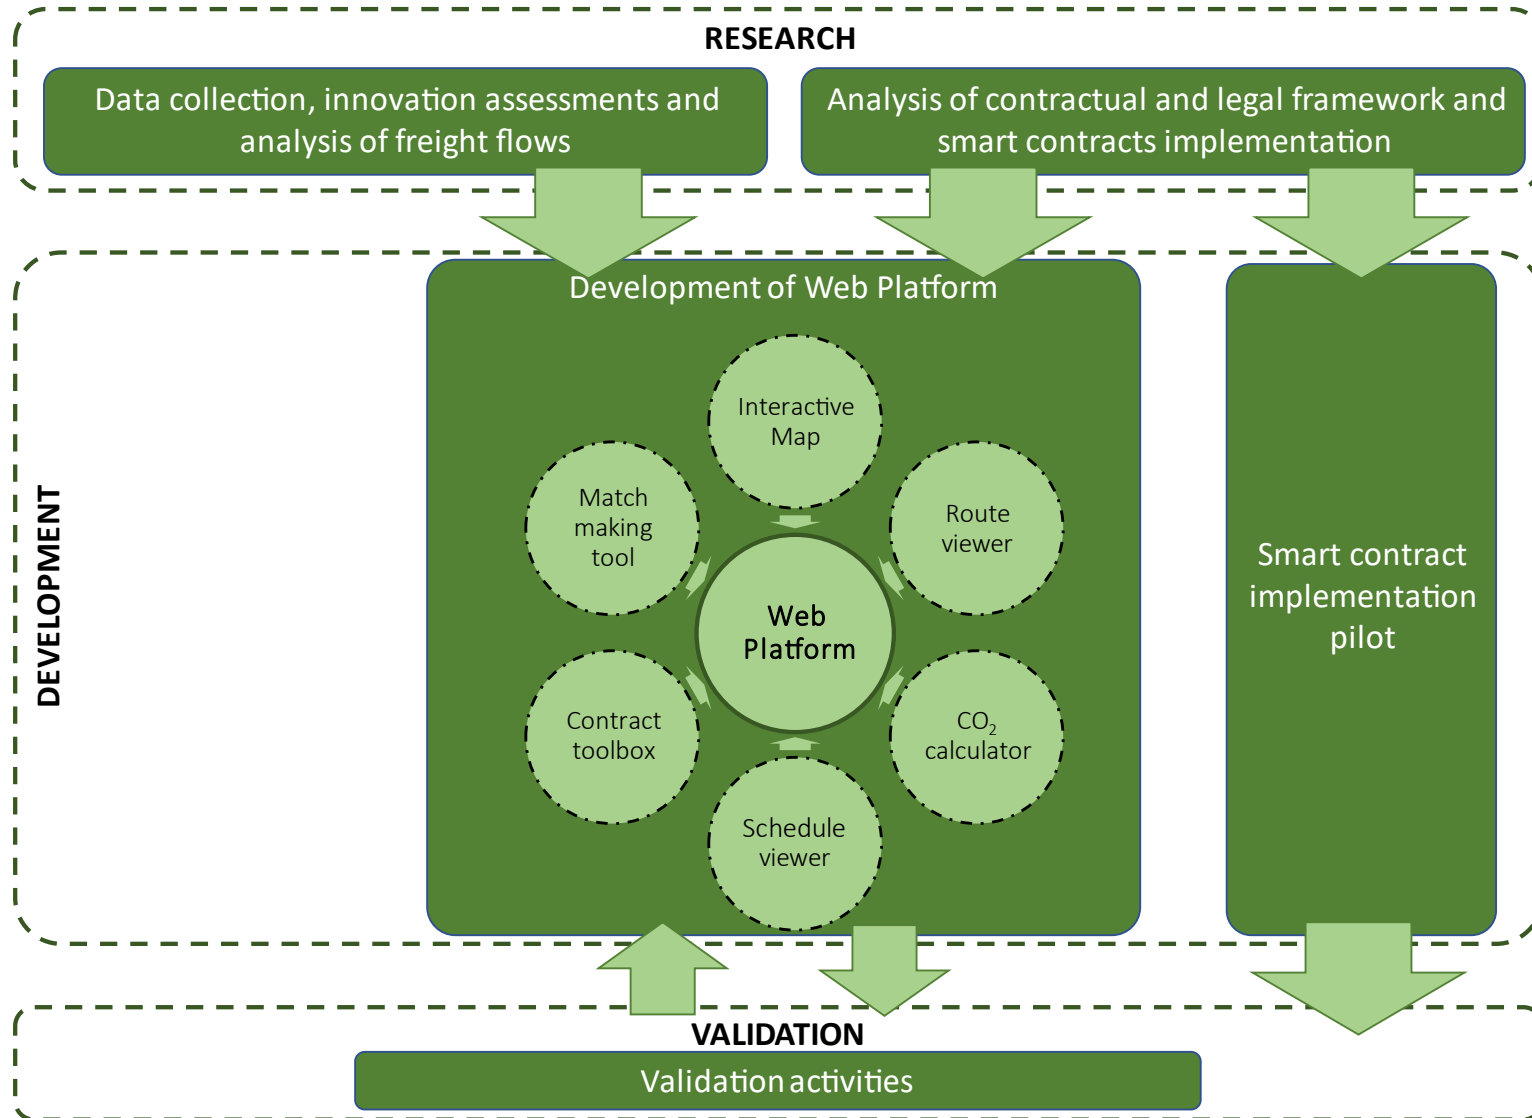 RESEARCH
Data collection, innovation assessments and
analysis of freight flows
Analysis of contractual and legal framework and
smart contracts implementation
DEVELOPMENT
Development of Web Platform
Interactive
Map
Match
making
tool
Route
viewer
Web
Platform
Contract
toolbox
CO₂
calculator
Schedule
viewer
Smart contract
implementation
pilot
VALIDATION
Validation activities